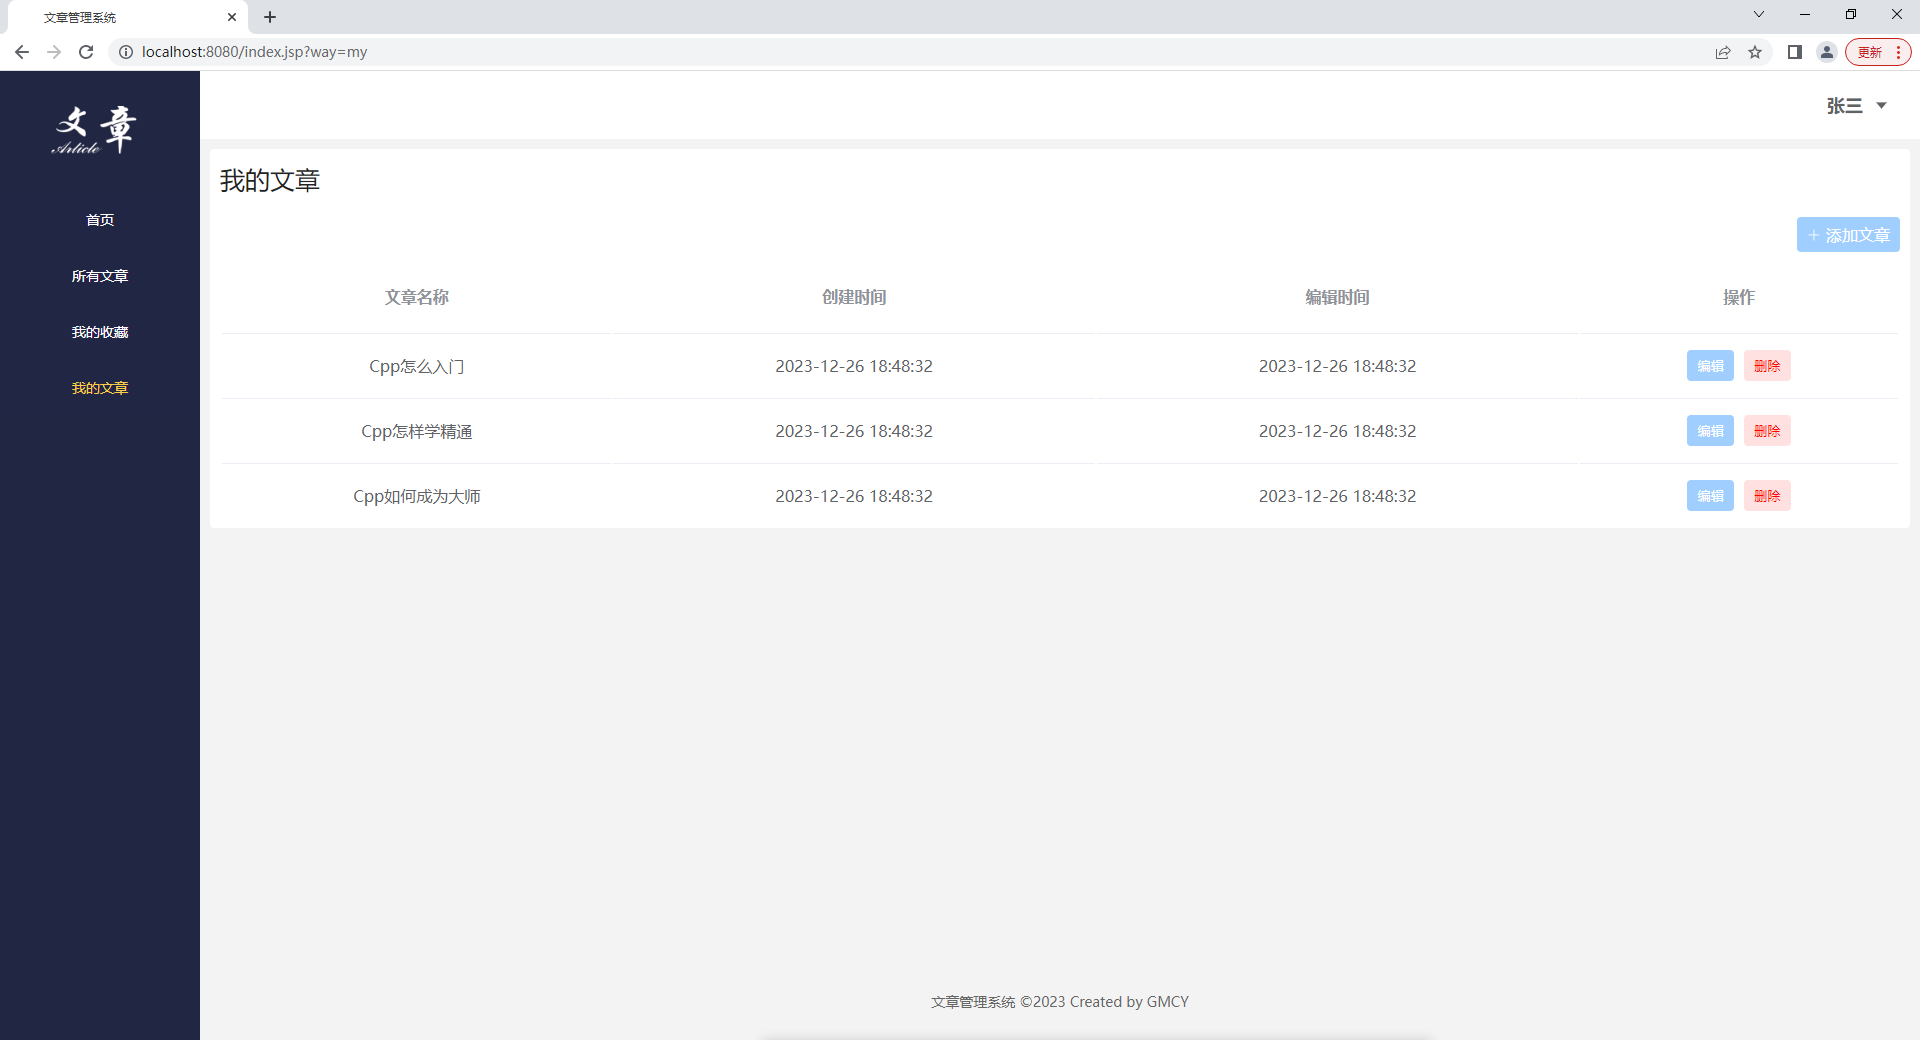 文章管理系统
localhost:8080/index.jsp?way=my
更新
文章
Article
张三
首页
所有文章
我的收藏
我的文章
我的文章
+ 添加文章
文章名称 创建时间 编辑时间 操作
Cpp怎么入门 2023-12-26 18:48:32 2023-12-26 18:48:32 编辑 删除
Cpp怎样学精通 2023-12-26 18:48:32 2023-12-26 18:48:32 编辑 删除
Cpp如何成为大师 2023-12-26 18:48:32 2023-12-26 18:48:32 编辑 删除
文章管理系统 ©2023 Created by GMCY